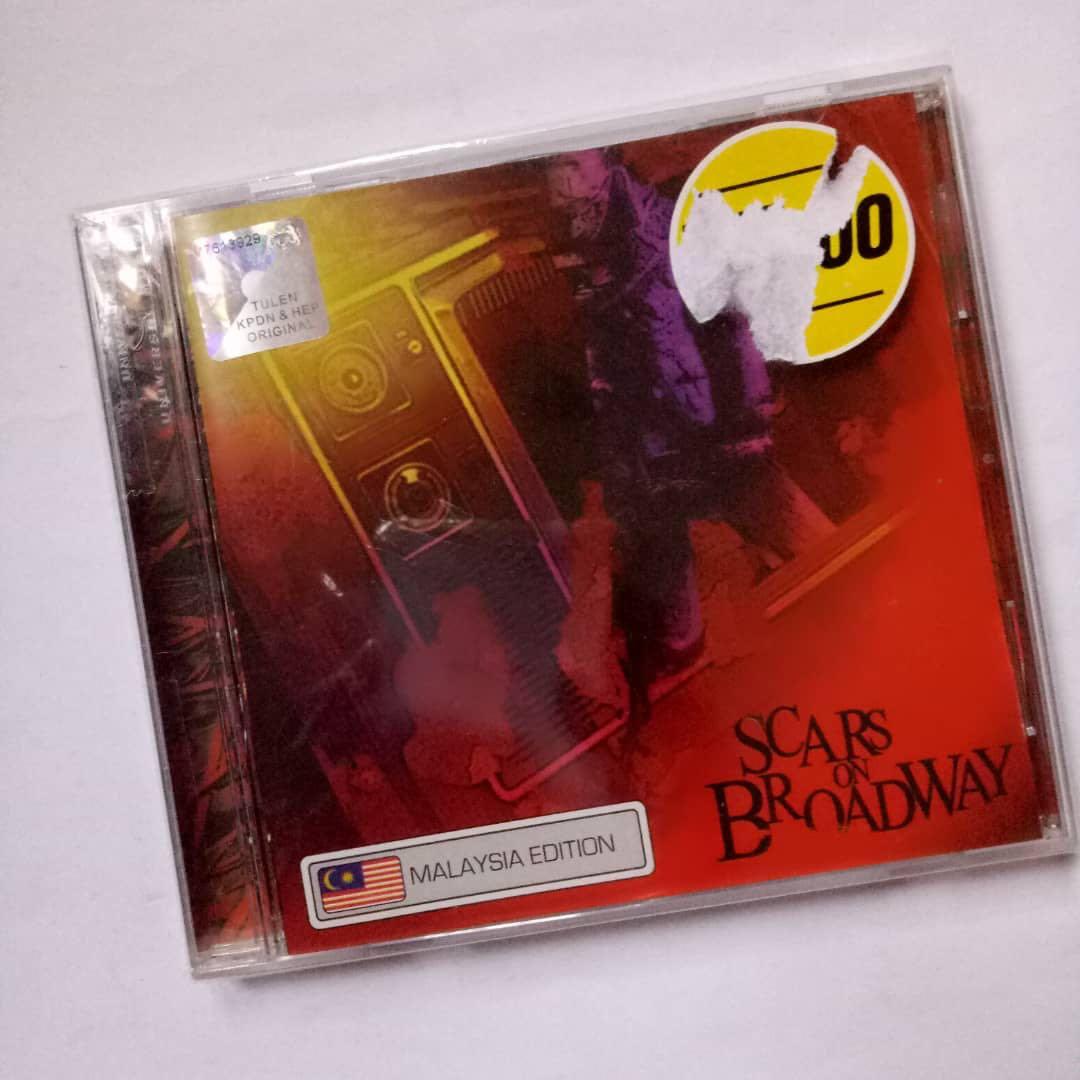 TULEN
KPDN & HEP
ORIGINAL
00
SCARS
ON
BROADWAY
MALAYSIA EDITION